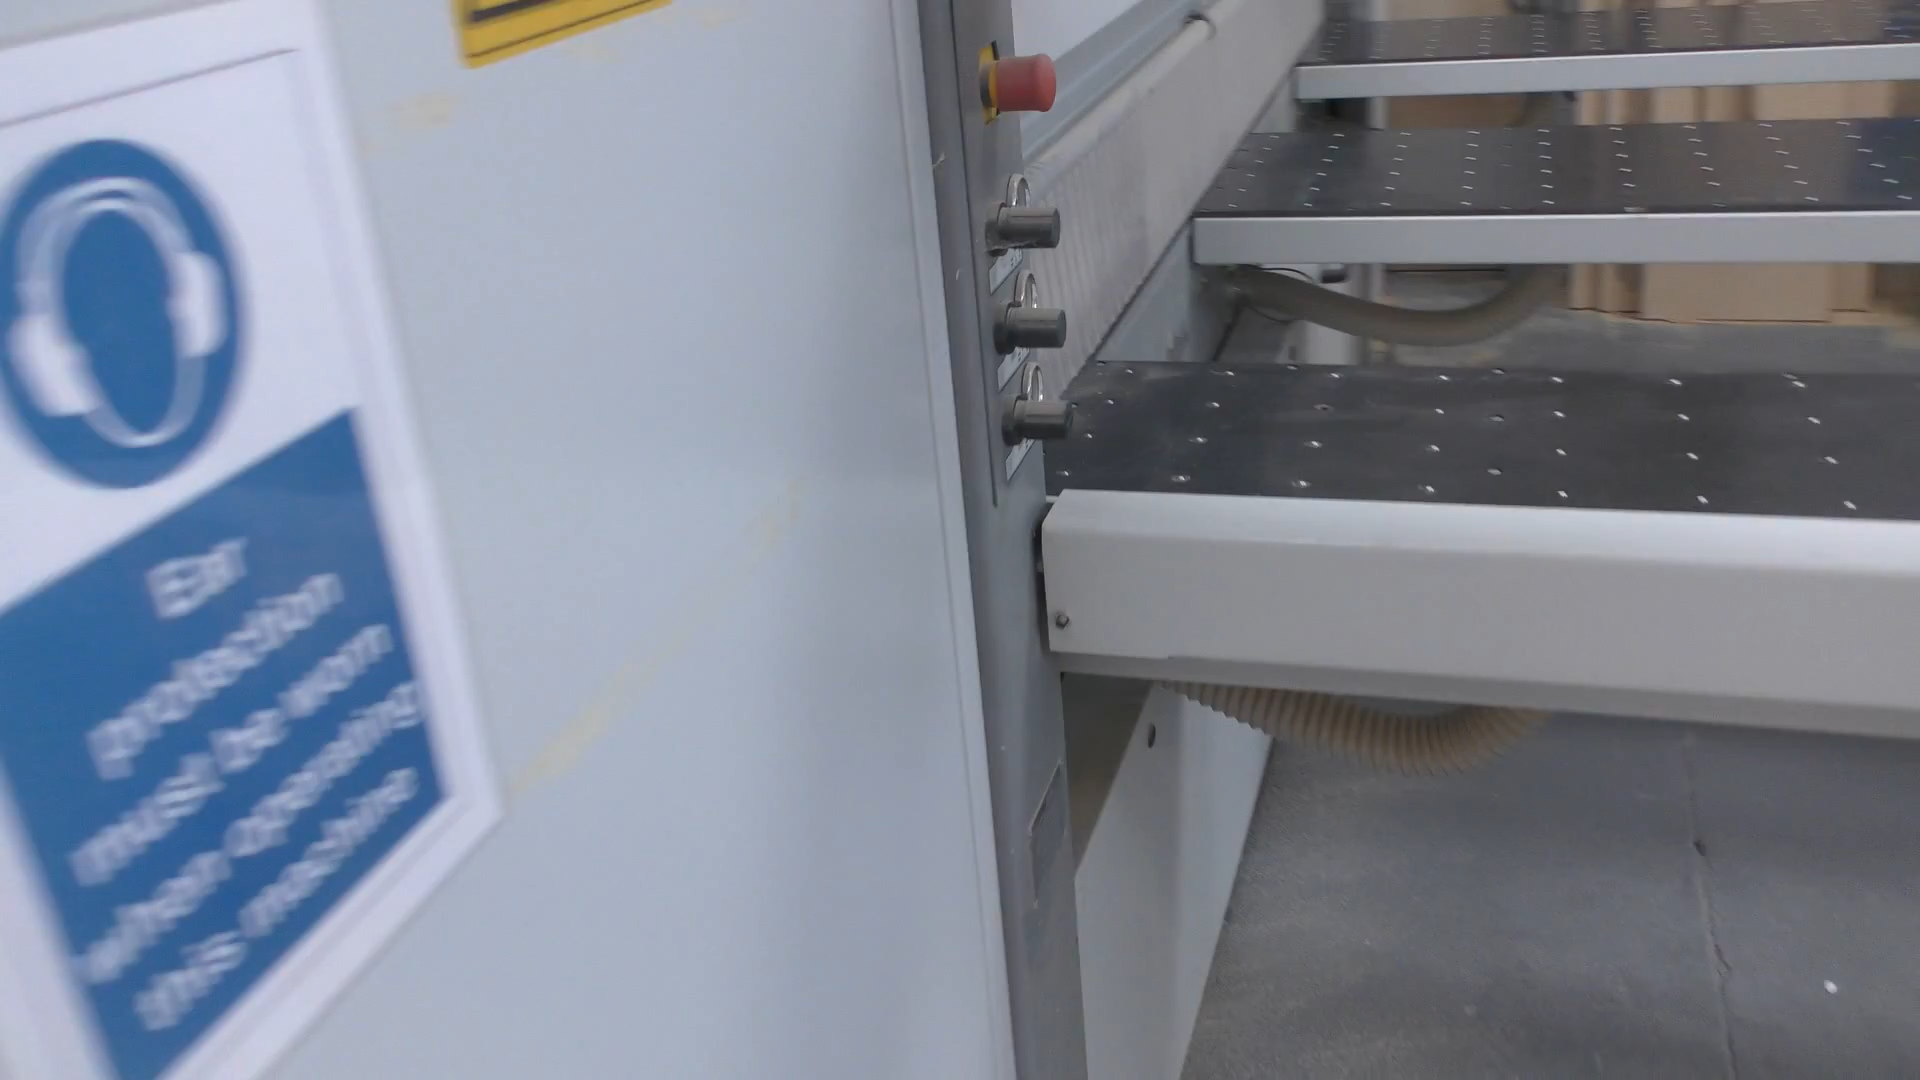 Ear
protection
must be worn
when operating
this machine